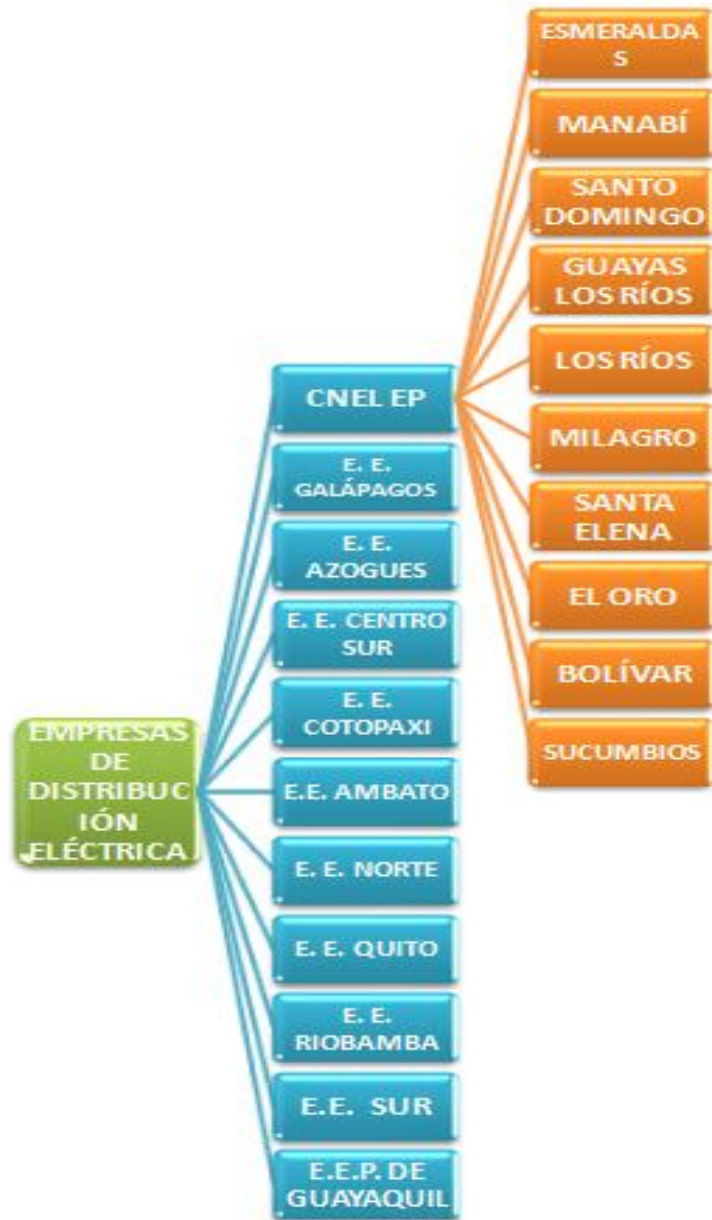 EMPRESAS
DE
DISTRIBUC
IÓN
ELÉCTRICA
CNEL EP
E. E.
GALÁPAGOS
E. E.
AZOGUES
E. E. CENTRO
SUR
E. E.
COTOPAXI
E.E. AMBATO
E. E. NORTE
E. E. QUITO
E. E.
RIOBAMBA
E.E. SUR
E.E.P. DE
GUAYAQUIL
ESMERALDA
S
MANABÍ
SANTO
DOMINGO
GUAYAS
LOS RÍOS
LOS RÍOS
MILAGRO
SANTA
ELENA
EL ORO
BOLÍVAR
SUCUMBIOS